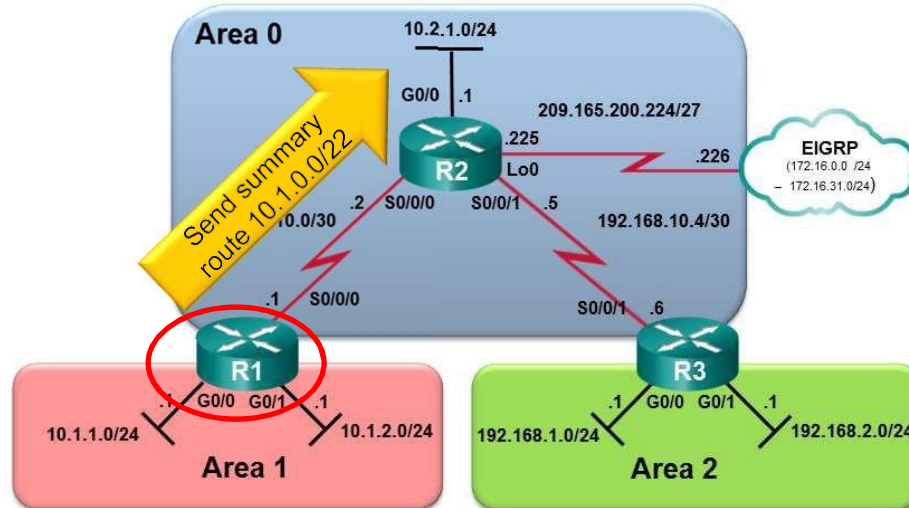 Area 0
10.2.1.0/24
G0/0
.1
209.165.200.224/27
.225
.226
EIGRP
(172.16.0.0 /24
– 172.16.31.0/24)
R2
Lo0
Send summary
route 10.1.0.0/22
10.0/30
.2
S0/0/0
S0/0/1
.5
192.168.10.4/30
.1
S0/0/0
S0/0/1
.6
R1
R3
.1
G0/0
G0/1
.1
10.1.1.0/24
10.1.2.0/24
Area 1
.1
G0/0
G0/1
.1
192.168.1.0/24
192.168.2.0/24
Area 2